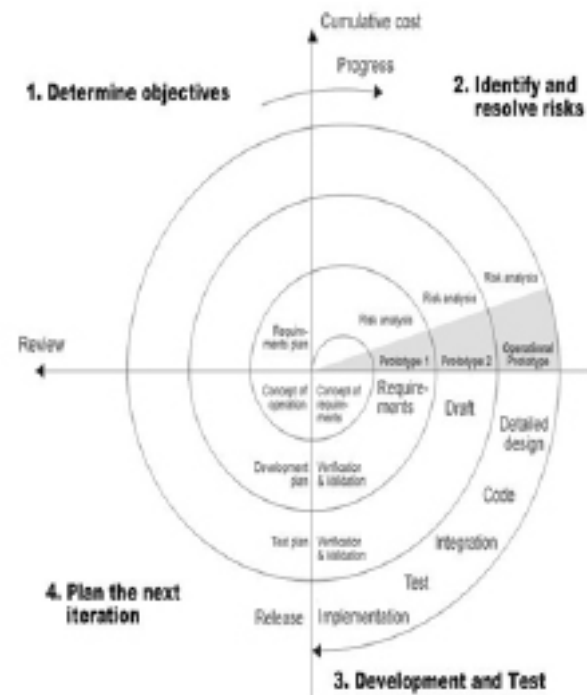 Cumulative cost
Progress
1. Determine objectives
2. Identify and
resolve risks
Risk analysis
Risk analysis
Risk analysis
Require-
ments plan
Review
Prototype 1
Prototype 2
Operational
Prototype
Concept of
operation
Concept of
require-
ments
Require-
ments
Draft
Detailed
design
Development
plan
Verification
& Validation
Code
Test plan
Verification
& Validation
Integration
Test
4. Plan the next
iteration
Release
Implementation
3. Development and Test